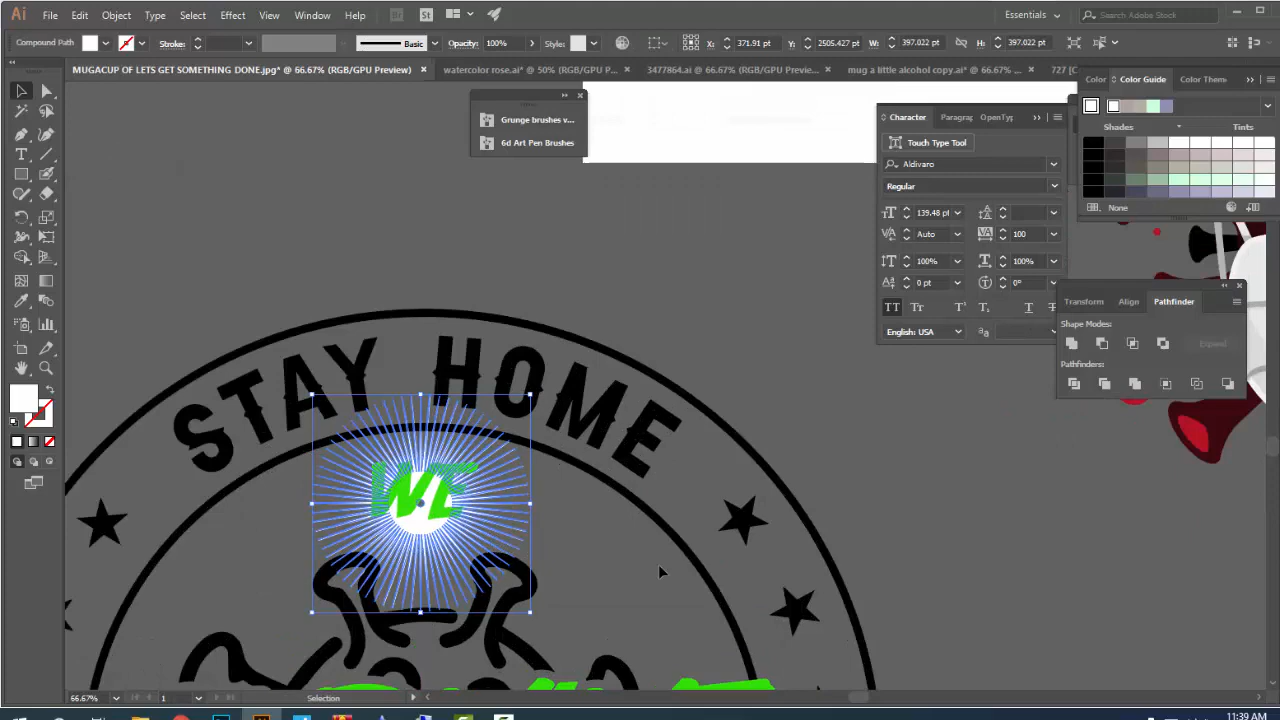 Ai File Edit Object Type Select Effect View Window Help Br St Essentials Search Adobe Stock
Compound Path Stroke: Basic Opacity: 100% Style: X: 371.91 pt Y: 2505.427 pt W: 397.022 pt H: 397.022 pt
MUGACUP OF LETS GET SOMETHING DONE.jpg* @ 66.67% (RGB/GPU Preview) × watercolor rose.ai* @ 50% (RGB/GPU P... × 3477864.ai @ 66.67% (RGB/GPU Previe... × mug a little alcohol copy.ai* @ 66.67% ... × 727 [C
Color Color Guide Color Theme
Grunge brushes v...
6d Art Pen Brushes
Character Paragrap OpenTyp
Shades Tints
Touch Type Tool
Aldivaro
Regular
139.48 pt
None
Auto 100
100% 100%
0 pt 0°
English: USA
Transform Align Pathfinder
Shape Modes:
Expand
Pathfinders:
STAY HOME
WE
66.67% 1 Selection
11:39 AM